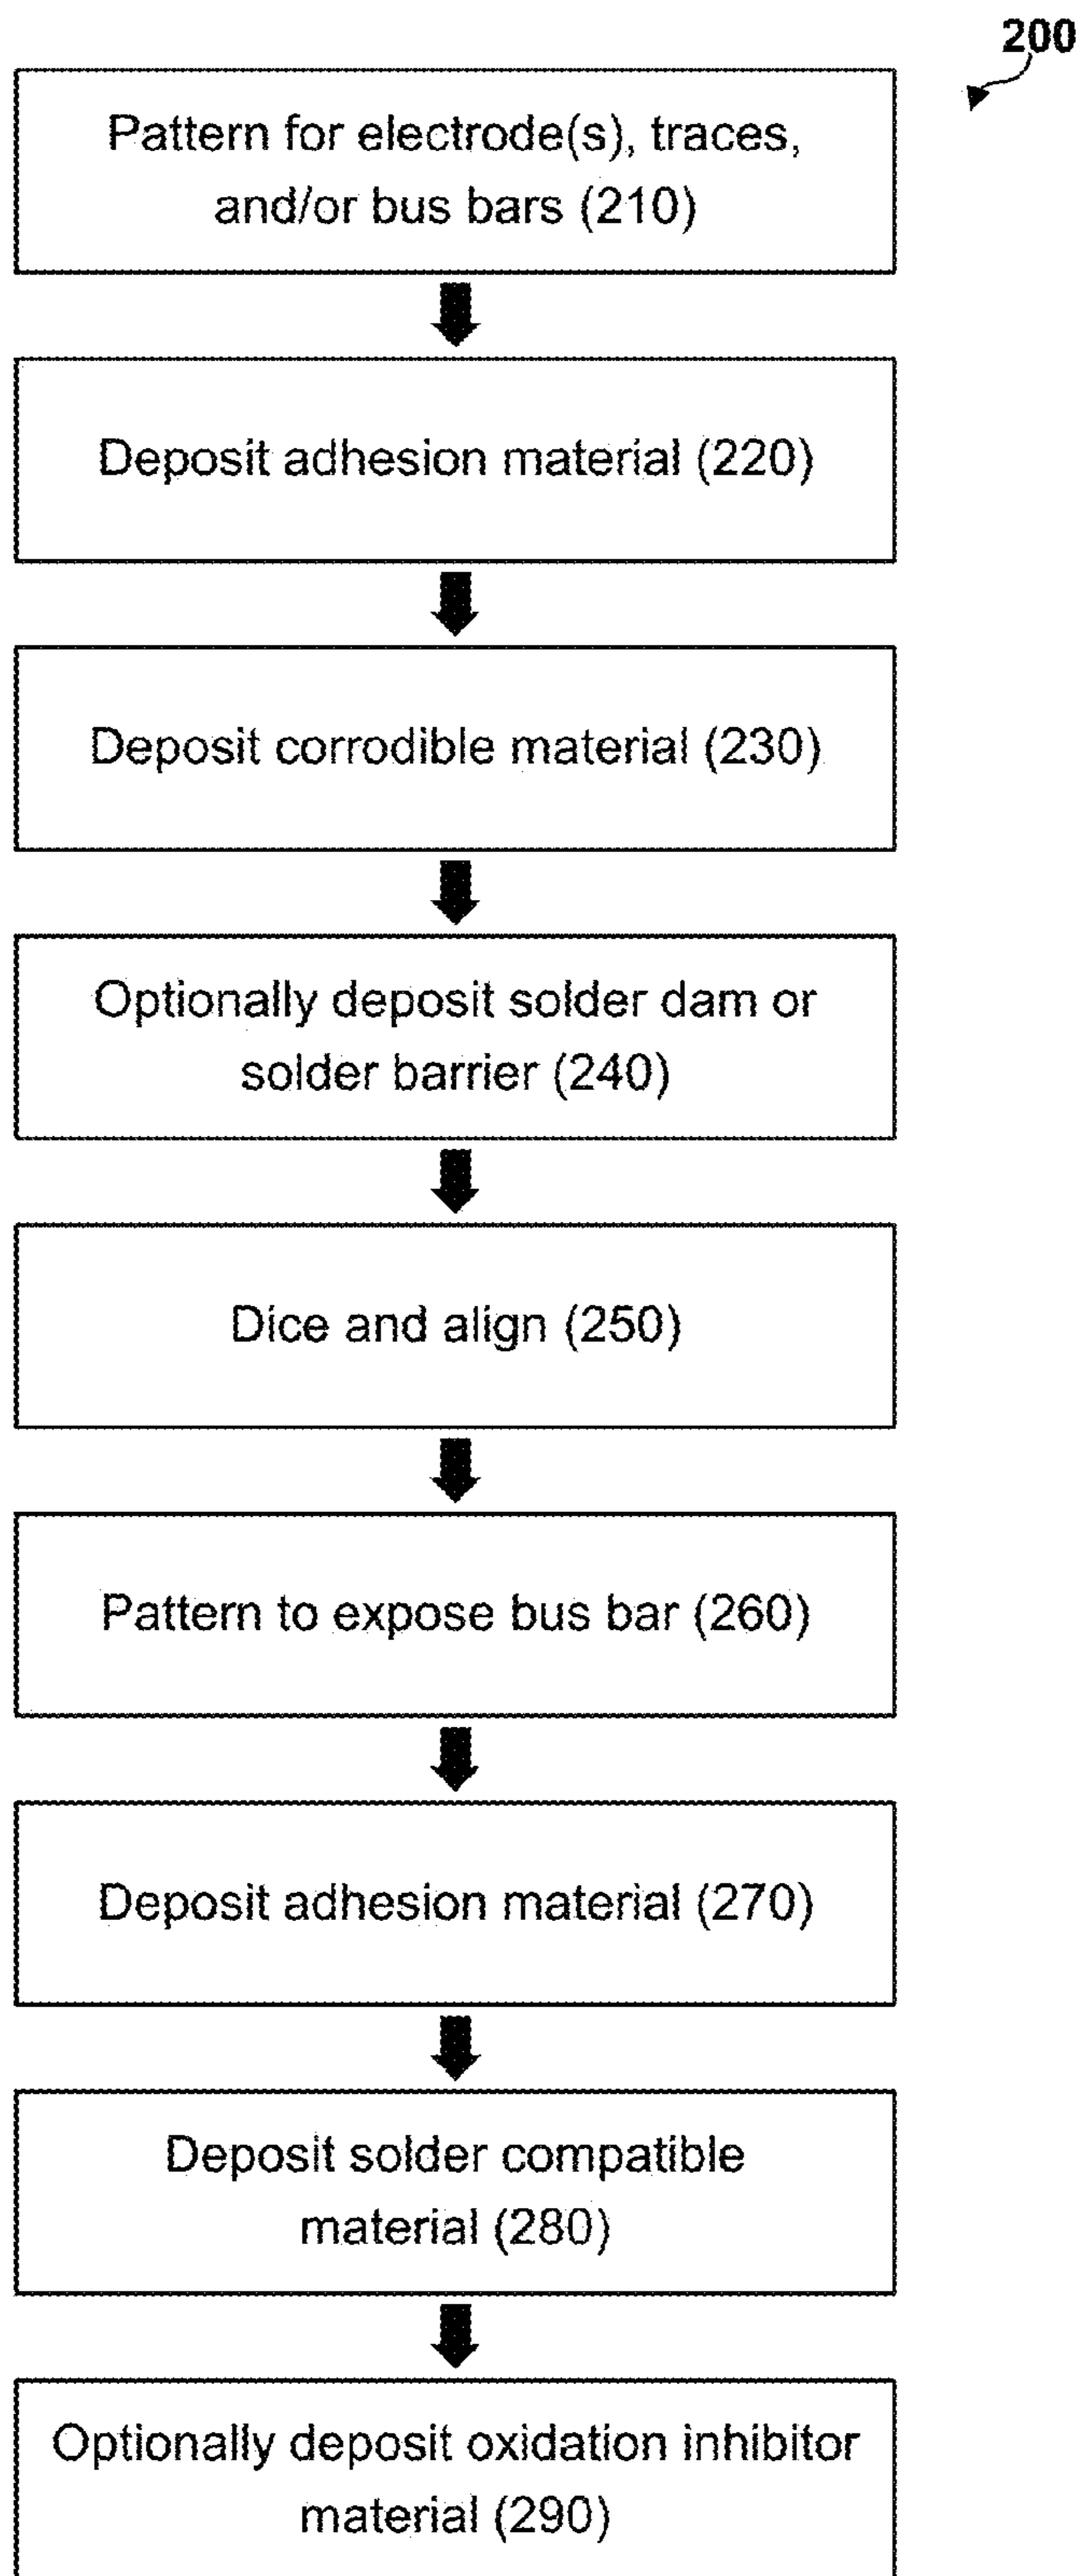 200
Pattern for electrode(s), traces,
and/or bus bars (210)
Deposit adhesion material (220)
Deposit corrodible material (230)
Optionally deposit solder dam or
solder barrier (240)
Dice and align (250)
Pattern to expose bus bar (260)
Deposit adhesion material (270)
Deposit solder compatible
material (280)
Optionally deposit oxidation inhibitor
material (290)